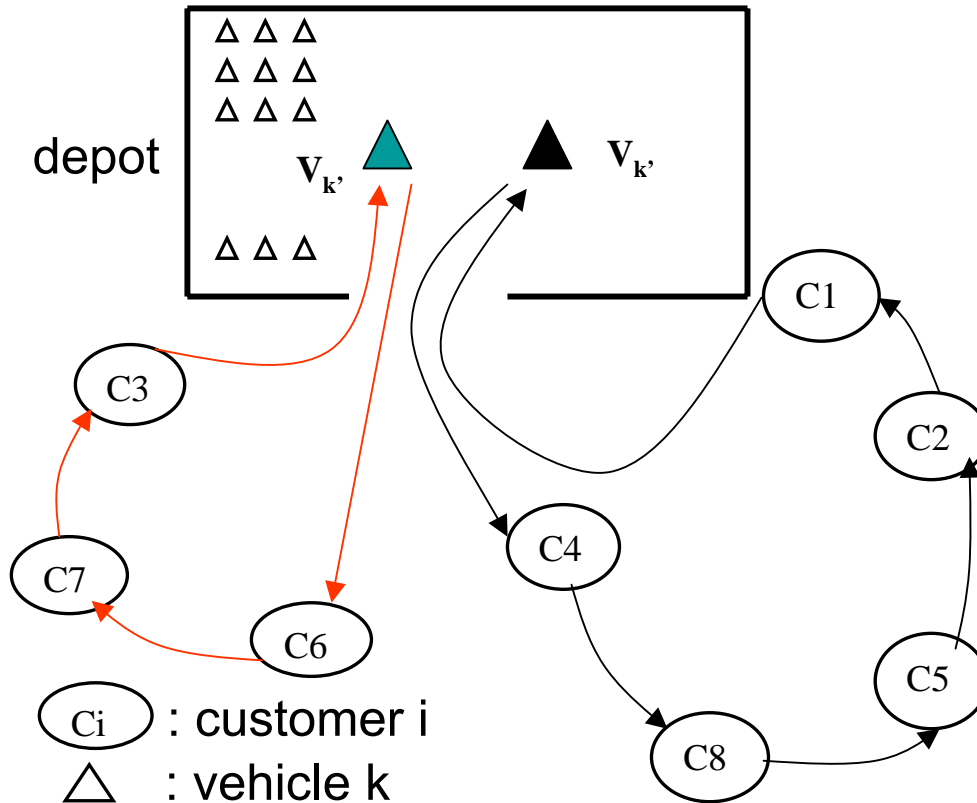 depot
Vk’
Vk’
C1
C3
C2
C4
C7
C6
C5
C8
Ci : customer i
: vehicle k